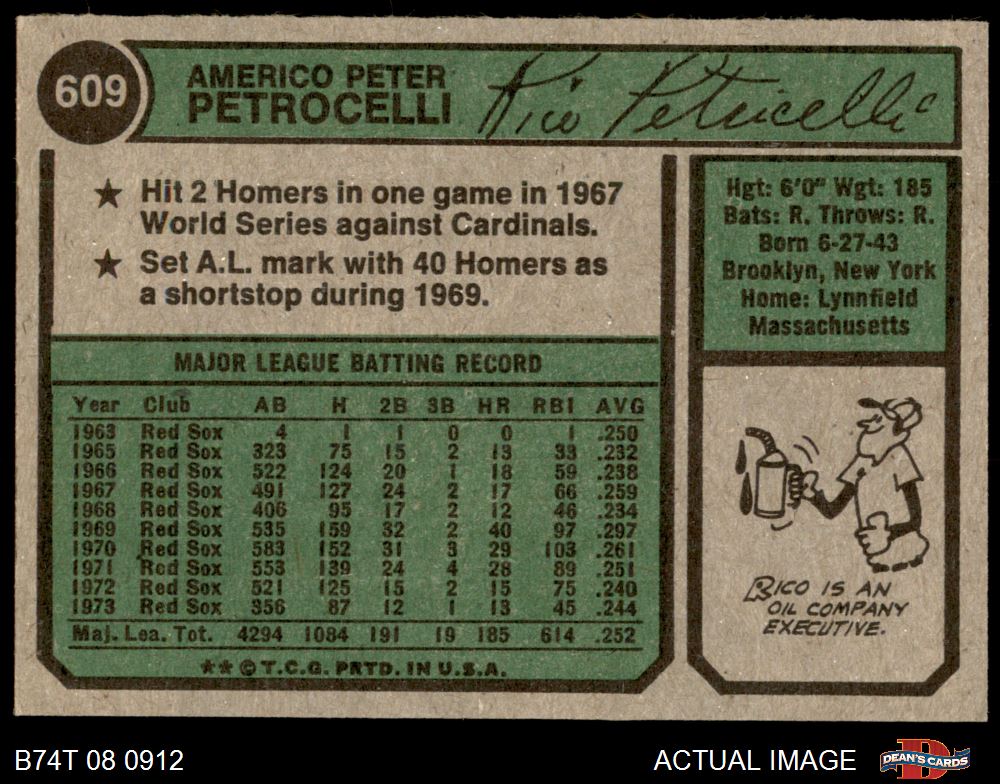 609
AMERICO PETER
PETROCELLI
Rico Petrocelli
★ Hit 2 Homers in one game in 1967
World Series against Cardinals.
★ Set A.L. mark with 40 Homers as
a shortstop during 1969.
Hgt: 6'0" Wgt: 185
Bats: R. Throws: R.
Born 6-27-43
Brooklyn, New York
Home: Lynnfield
Massachusetts
MAJOR LEAGUE BATTING RECORD
Year Club AB H 2B 3B HR RBI AVG
1963 Red Sox 4 1 1 0 0 1 .250
1965 Red Sox 323 75 15 2 13 33 .232
1966 Red Sox 522 124 20 1 18 59 .238
1967 Red Sox 491 127 24 2 17 66 .259
1968 Red Sox 406 95 17 2 12 46 .234
1969 Red Sox 535 159 32 2 40 97 .297
1970 Red Sox 583 152 31 3 29 103 .261
1971 Red Sox 553 139 24 4 28 89 .251
1972 Red Sox 521 125 15 2 15 75 .240
1973 Red Sox 356 87 12 1 13 45 .244
Maj. Lea. Tot. 4294 1084 191 19 185 614 .252
★★ © T.C.G. PRTD. IN U.S.A.
RICO IS AN
OIL COMPANY
EXECUTIVE.
B74T 08 0912
ACTUAL IMAGE
D
DEAN'S CARDS